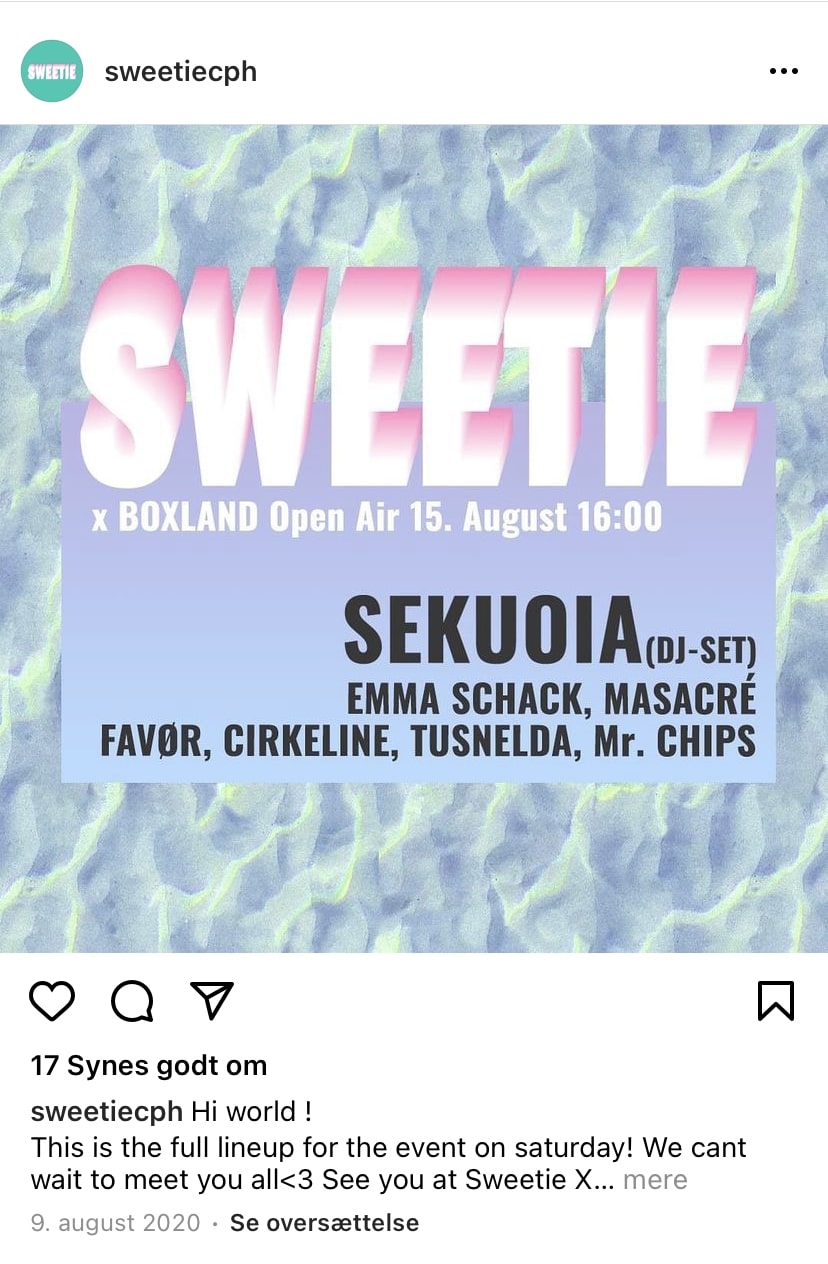 SWEETIE
sweetiecph
SWEETIE
x BOXLAND Open Air 15. August 16:00
SEKUOIA (DJ-SET)
EMMA SCHACK, MASACRÉ
FAVØR, CIRKELINE, TUSNELDA, Mr. CHIPS
17 Synes godt om
sweetiecph Hi world !
This is the full lineup for the event on saturday! We cant
wait to meet you all<3 See you at Sweetie X... mere
9. august 2020 · Se oversættelse